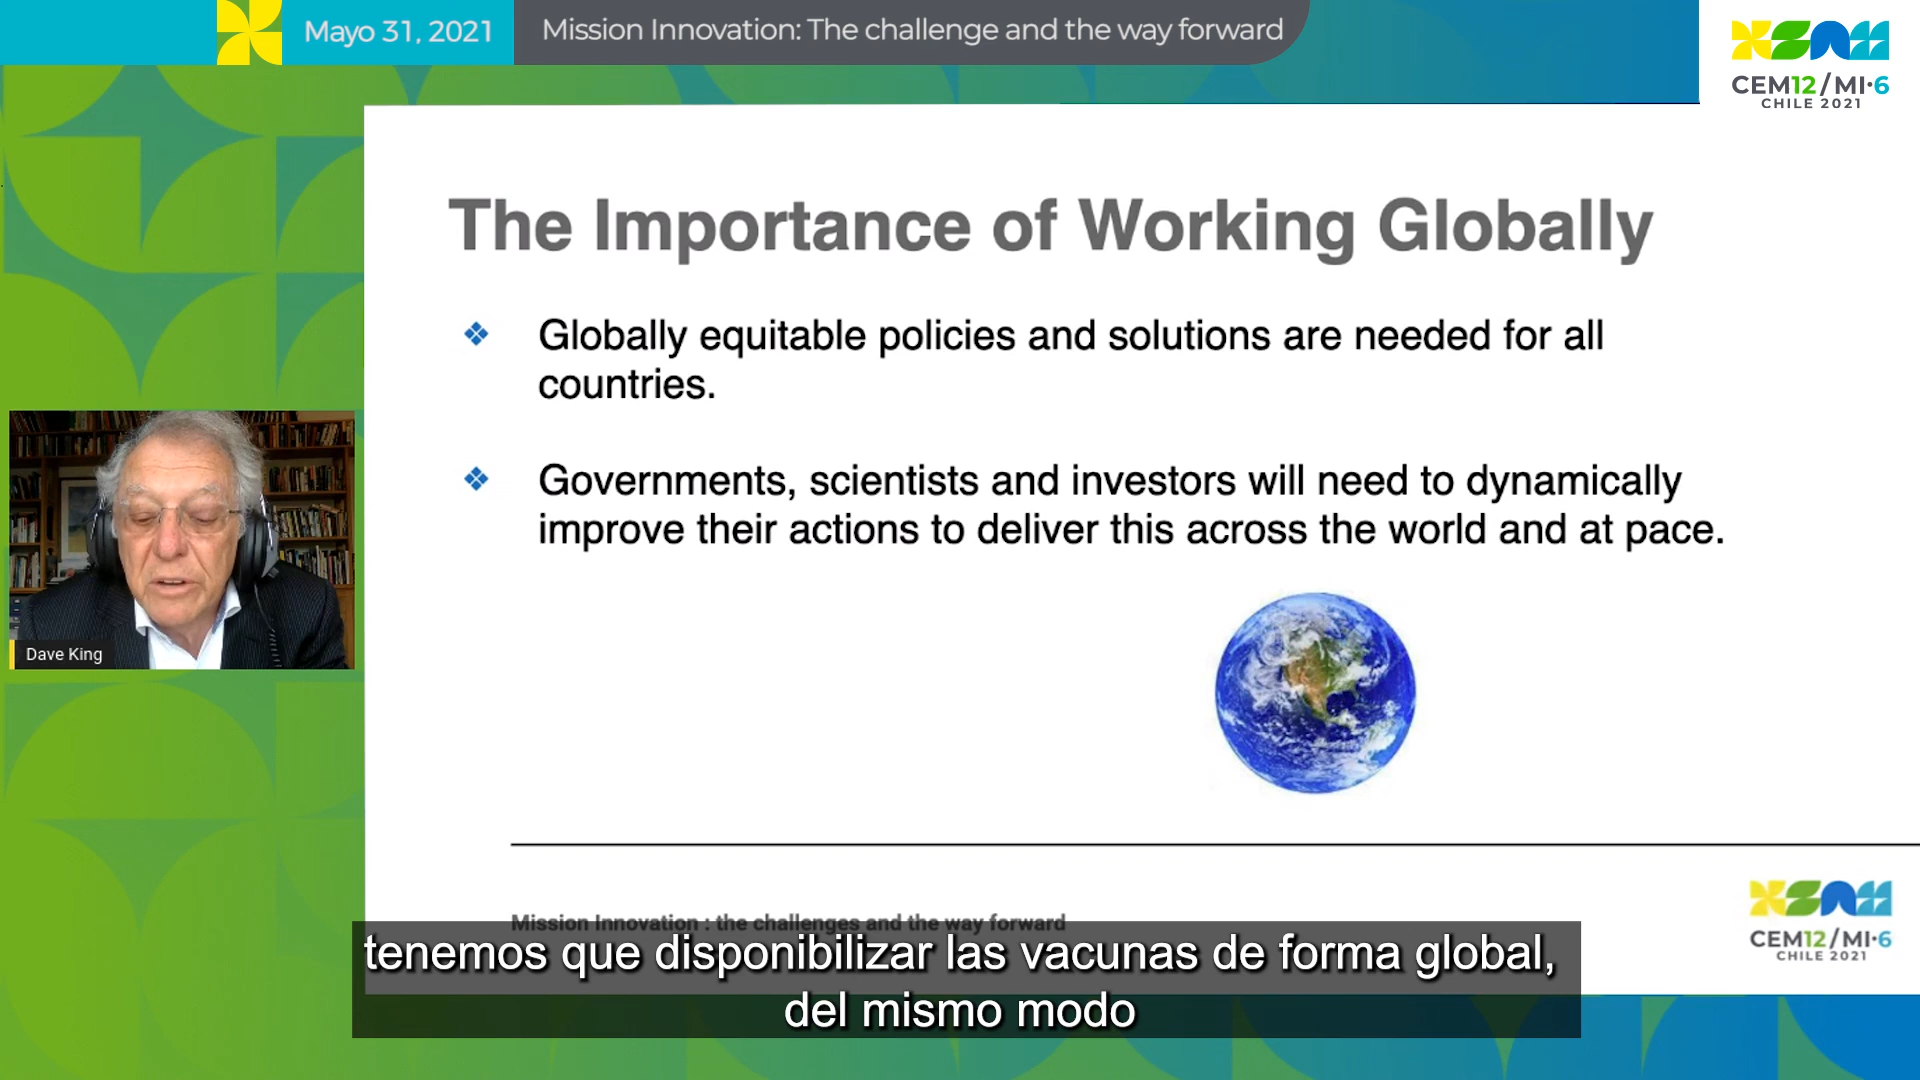 Mayo 31, 2021
Mission Innovation: The challenge and the way forward
CEM12/MI·6
CHILE 2021
The Importance of Working Globally
Globally equitable policies and solutions are needed for all
countries.
Governments, scientists and investors will need to dynamically
improve their actions to deliver this across the world and at pace.
Dave King
Mission Innovation : the challenges and the way forward
CEM12/MI·6
CHILE 2021
tenemos que disponibilizar las vacunas de forma global,
del mismo modo